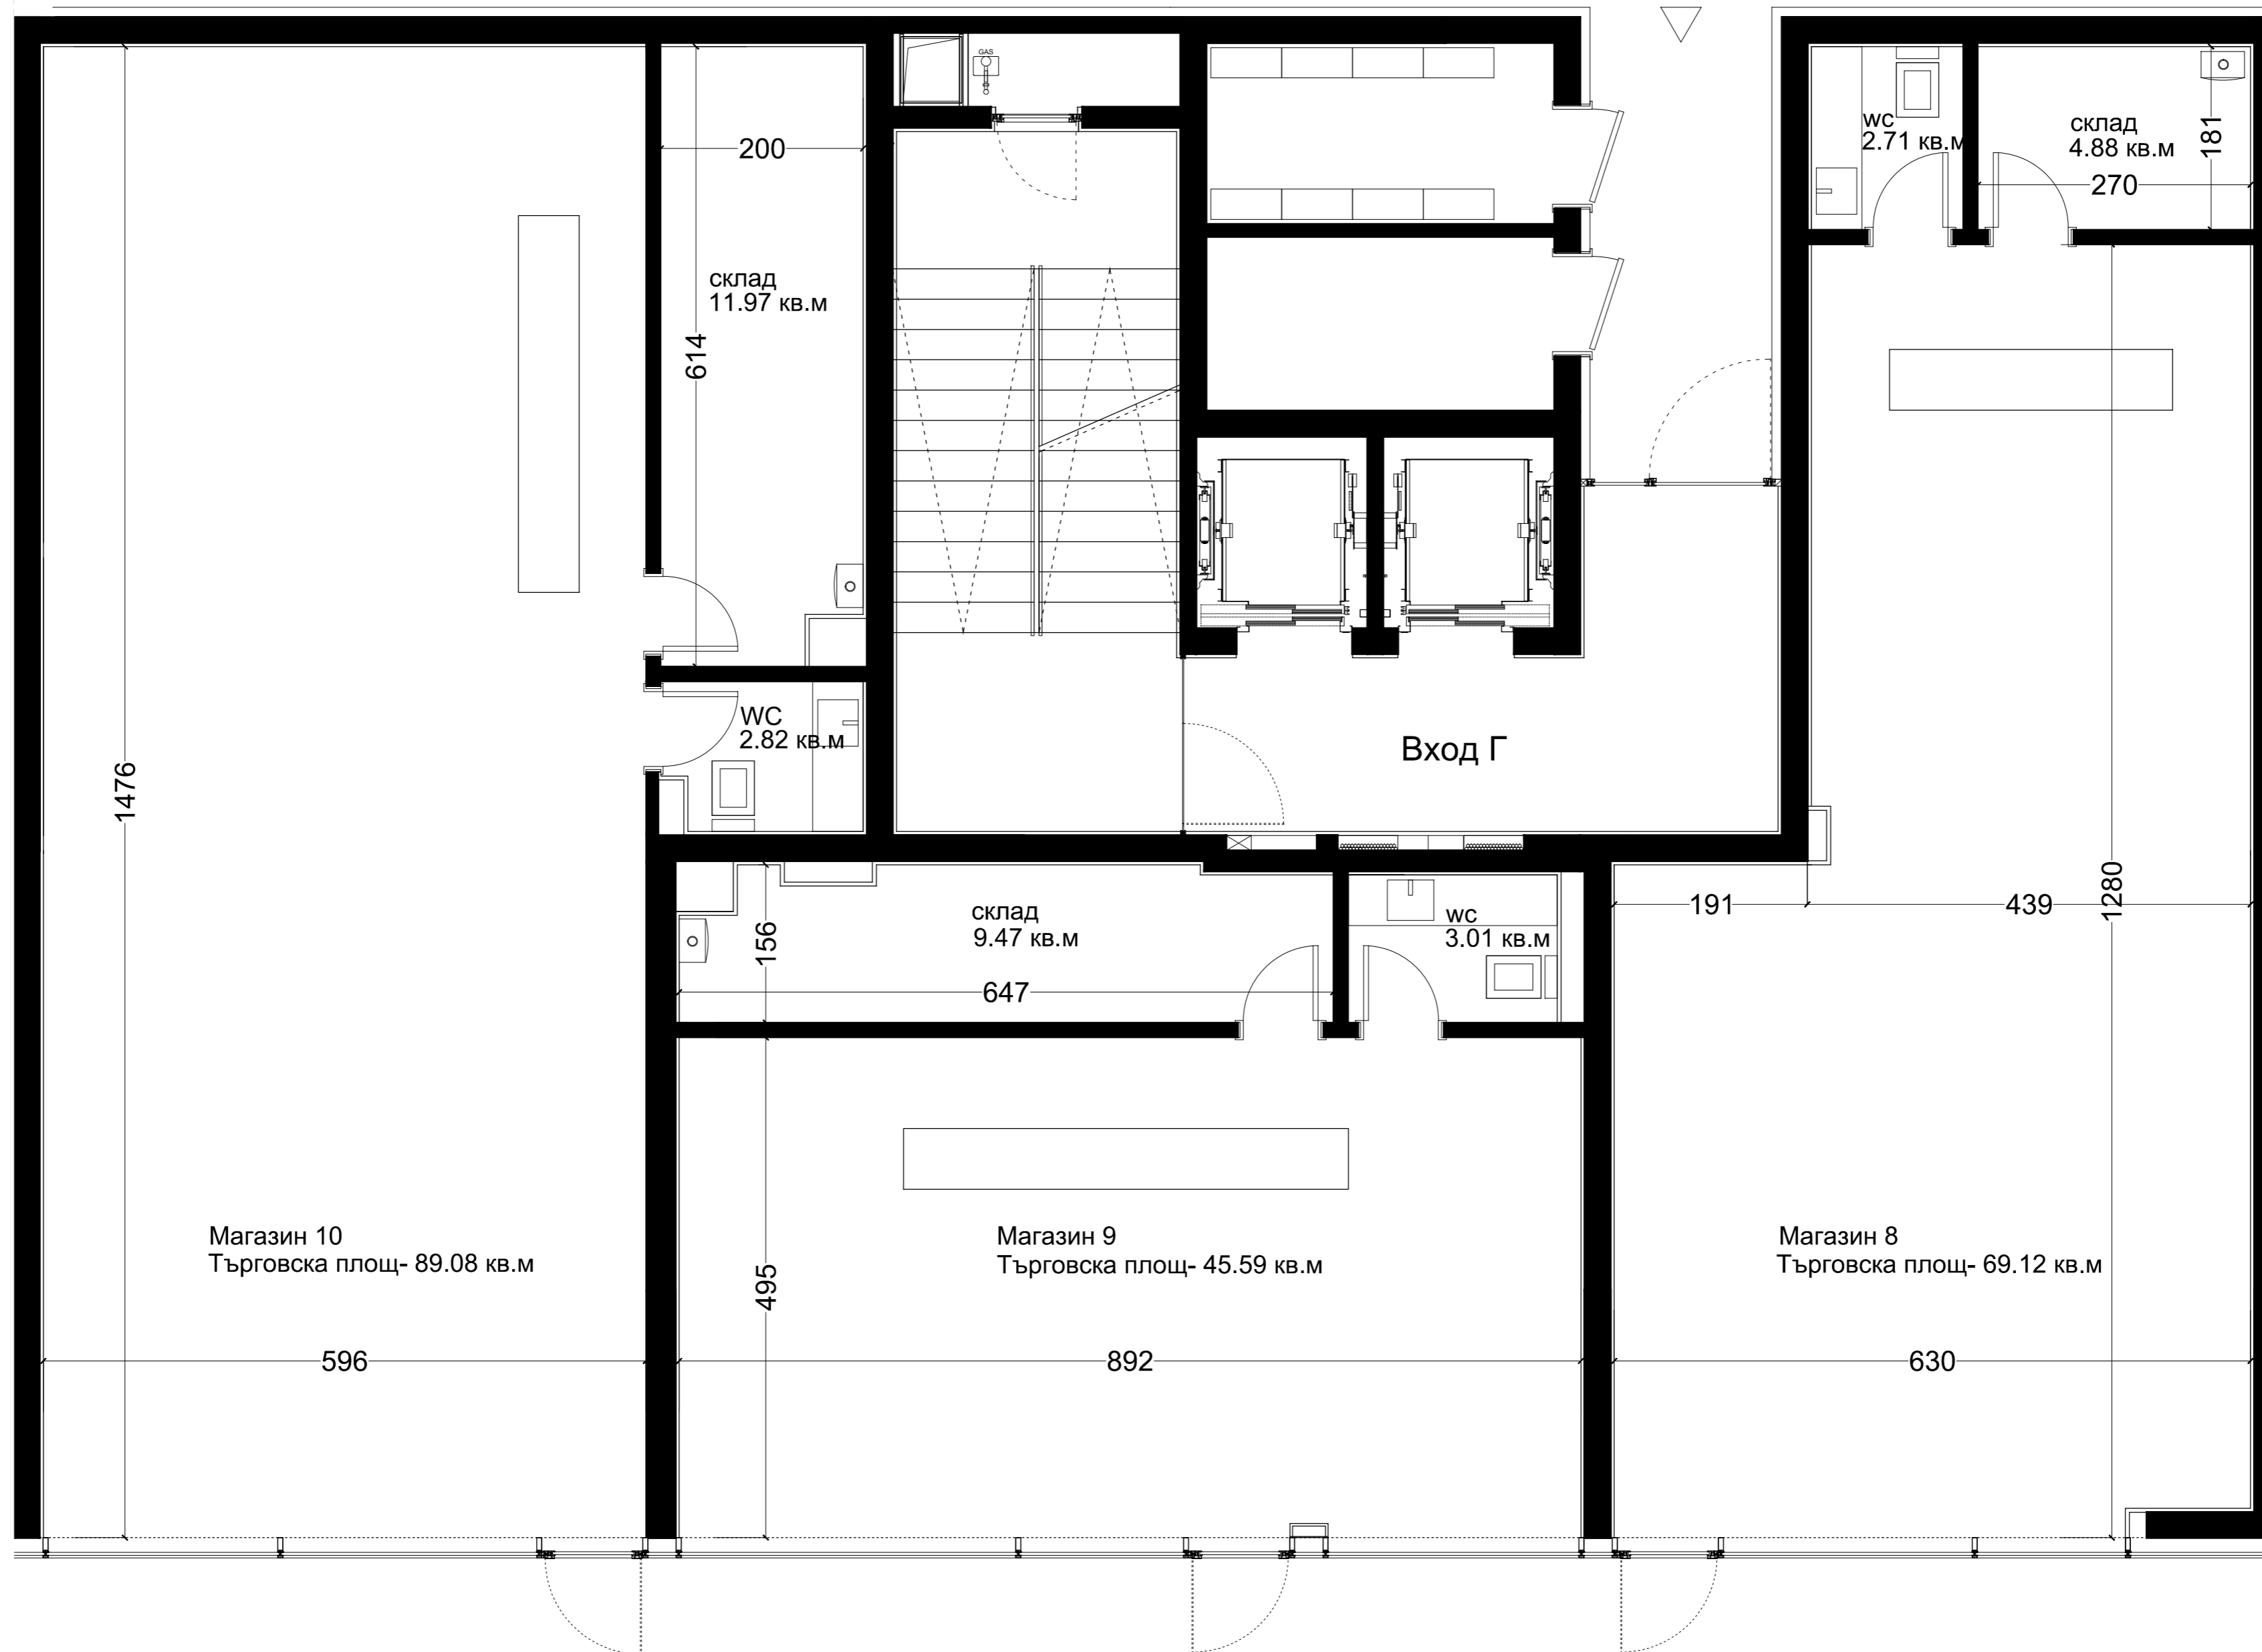 GAS
wc
2.71 кв.м
склад
4.88 кв.м
181
270
200
склад
11.97 кв.м
614
WC
2.82 кв.м
Вход Г
1476
191
439
1280
склад
9.47 кв.м
156
647
wc
3.01 кв.м
Магазин 10
Търговска площ- 89.08 кв.м
Магазин 9
Търговска площ- 45.59 кв.м
Магазин 8
Търговска площ- 69.12 кв.м
495
596
892
630